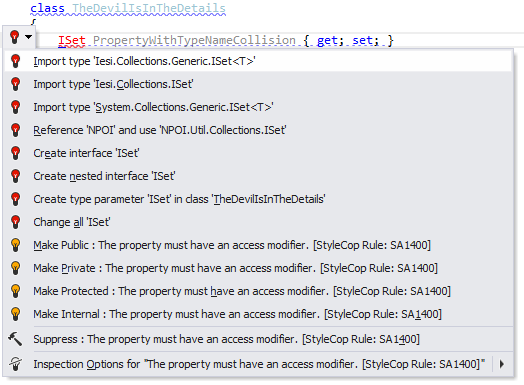 class TheDevilIsInTheDetails
{
ISet PropertyWithTypeNameCollision { get; set; }
Import type 'Iesi.Collections.Generic.ISet<T>'
Import type 'Iesi.Collections.ISet'
Import type 'System.Collections.Generic.ISet<T>'
Reference 'NPOI' and use 'NPOI.Util.Collections.ISet'
Create interface 'ISet'
Create nested interface 'ISet'
Create type parameter 'ISet' in class 'TheDevilIsInTheDetails'
Change all 'ISet'
Make Public : The property must have an access modifier. [StyleCop Rule: SA1400]
Make Private : The property must have an access modifier. [StyleCop Rule: SA1400]
Make Protected : The property must have an access modifier. [StyleCop Rule: SA1400]
Make Internal : The property must have an access modifier. [StyleCop Rule: SA1400]
Suppress : The property must have an access modifier. [StyleCop Rule: SA1400]
Inspection Options for "The property must have an access modifier. [StyleCop Rule: SA1400]"